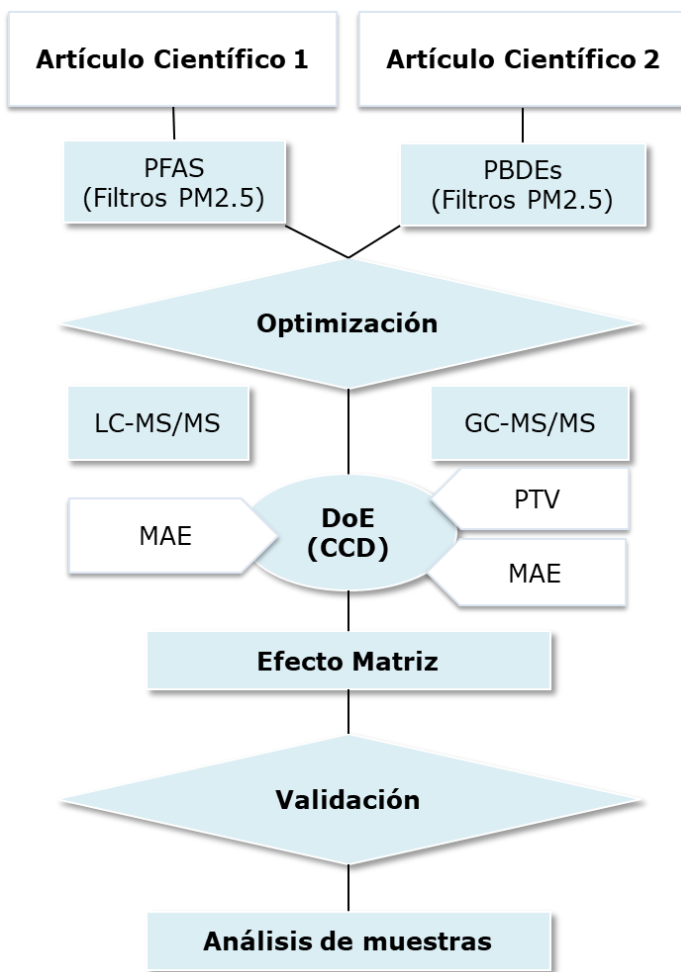 Artículo Científico 1
Artículo Científico 2
PFAS
(Filtros PM2.5)
PBDEs
(Filtros PM2.5)
Optimización
LC-MS/MS
GC-MS/MS
MAE
DoE
(CCD)
PTV
MAE
Efecto Matriz
Validación
Análisis de muestras